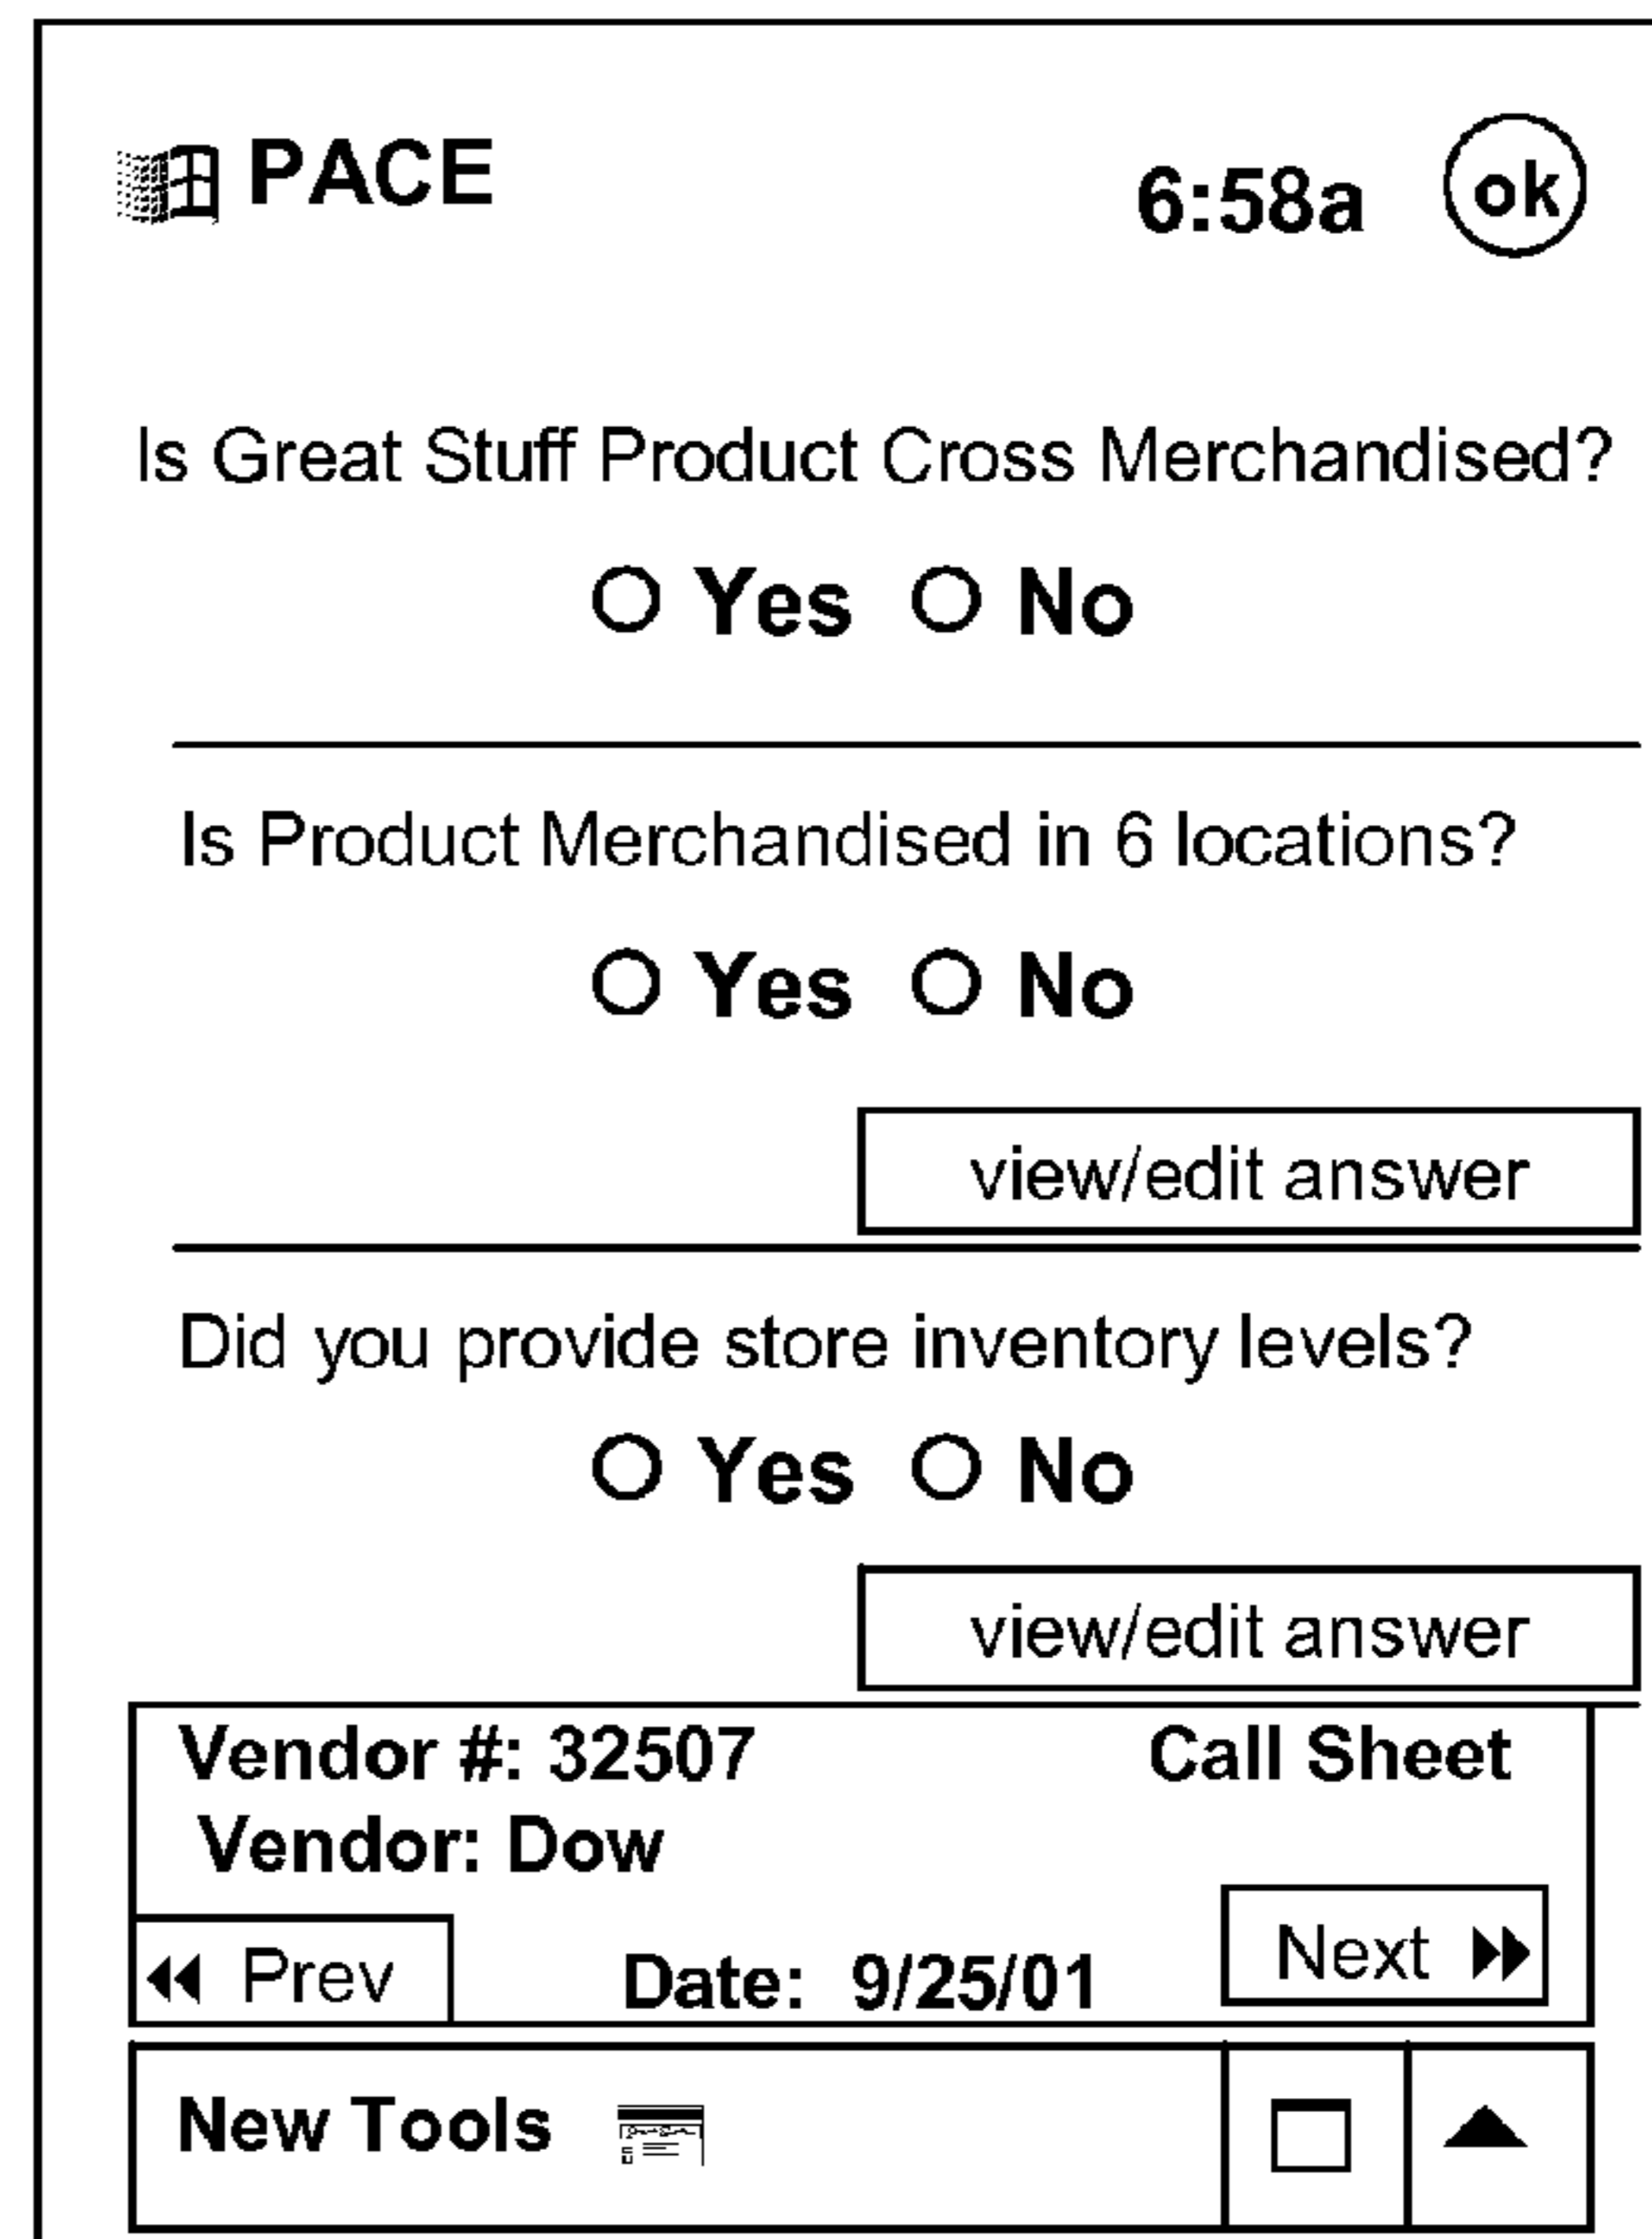 PACE 6:58a ok
Is Great Stuff Product Cross Merchandised?
Yes No
Is Product Merchandised in 6 locations?
Yes No
view/edit answer
Did you provide store inventory levels?
Yes No
view/edit answer
Vendor #: 32507 Call Sheet
Vendor: Dow
Prev Date: 9/25/01 Next
New Tools